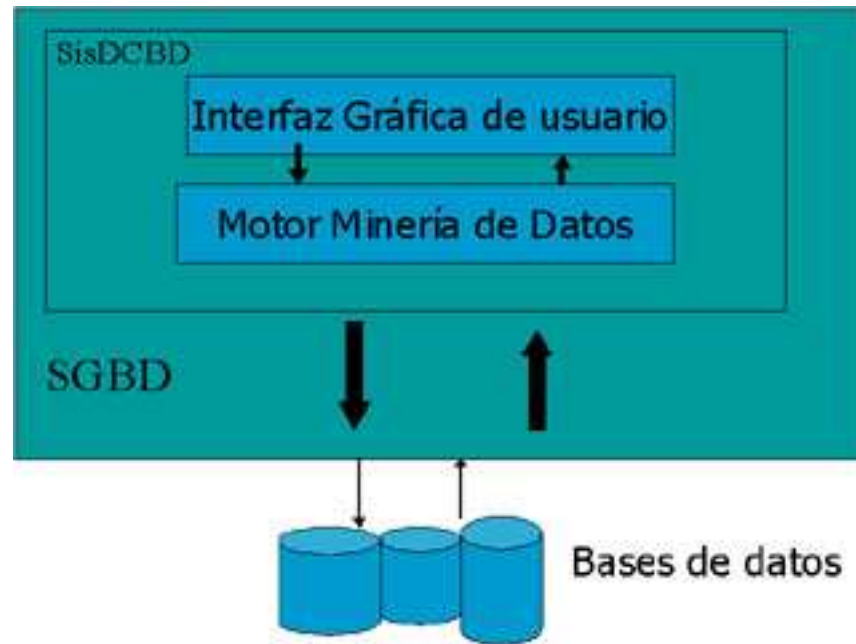 SisDCBD
Interfaz Gráfica de usuario
Motor Minería de Datos
SGBD
Bases de datos